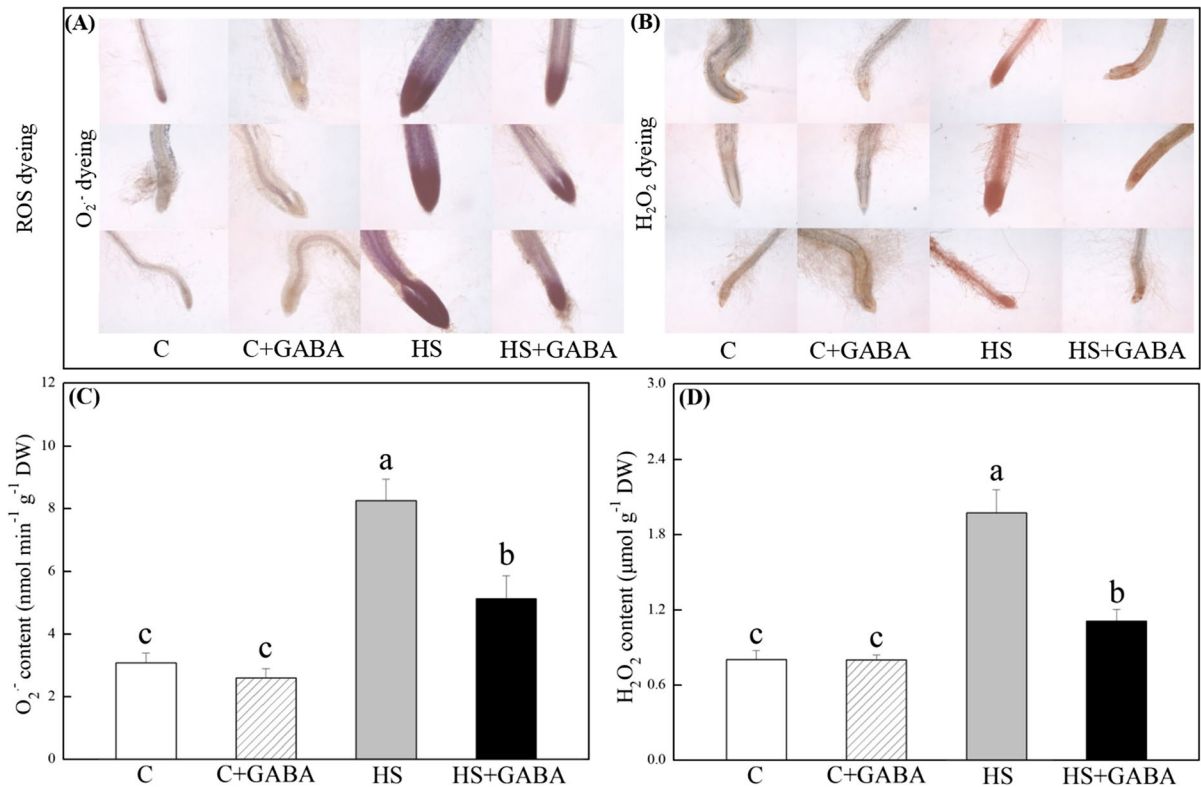 (A)
(B)
ROS dyeing
O₂·⁻ dyeing
H₂O₂ dyeing
C C+GABA HS HS+GABA
C C+GABA HS HS+GABA
(C)
O₂·⁻ content (nmol min⁻¹ g⁻¹ DW)
12
10
8
6
4
2
0
c
c
a
b
C C+GABA HS HS+GABA
(D)
H₂O₂ content (μmol g⁻¹ DW)
3.0
2.4
1.8
1.2
0.6
0.0
c
c
a
b
C C+GABA HS HS+GABA